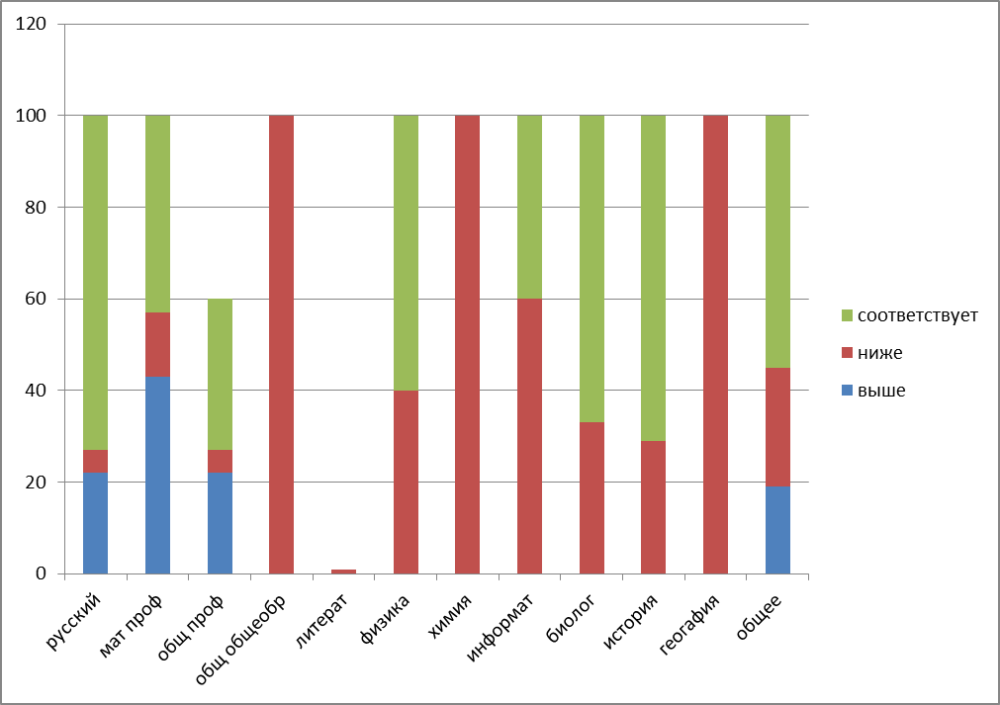 120
100
80
60
40
20
0
русский
мат проф
общ проф
общ общеобр
литерат
физика
химия
информат
биолог
история
геогафия
общее
соответствует
ниже
выше